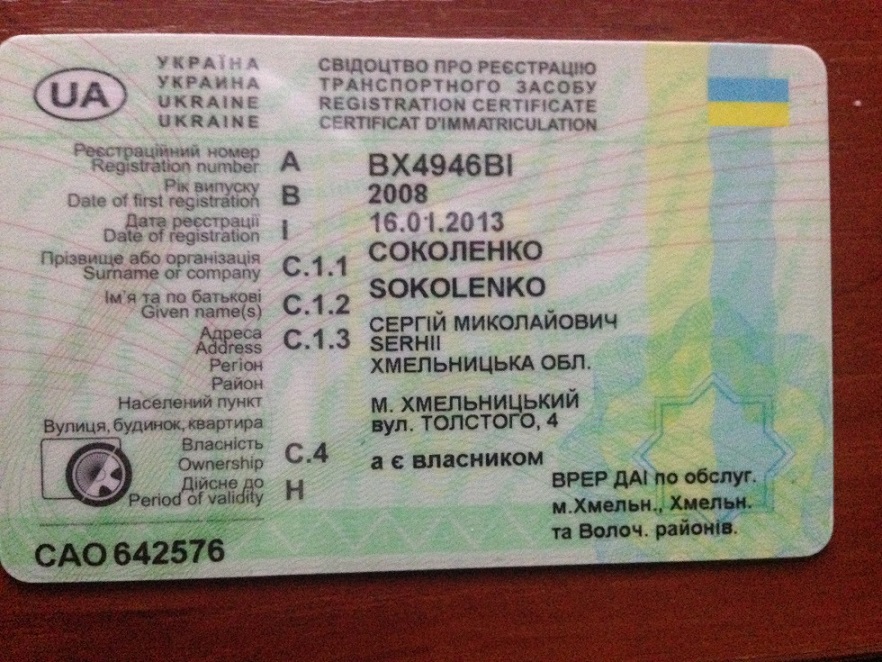 UA
УКРАЇНА
УКРАИНА
UKRAINE
UKRAINE
СВІДОЦТВО ПРО РЕЄСТРАЦІЮ
ТРАНСПОРТНОГО ЗАСОБУ
REGISTRATION CERTIFICATE
CERTIFICAT D'IMMATRICULATION
Реєстраційний номер
Registration number A BX4946BI
Рік випуску
Date of first registration B 2008
Дата реєстрації
Date of registration I 16.01.2013
Прізвище або організація
Surname or company C.1.1 СОКОЛЕНКО
SOKOLENKO
Ім'я та по батькові
Given name(s) C.1.2 СЕРГІЙ МИКОЛАЙОВИЧ
SERHII
Адреса
Address C.1.3
Регіон ХМЕЛЬНИЦЬКА ОБЛ.
Район
Населений пункт М. ХМЕЛЬНИЦЬКИЙ
Вулиця, будинок, квартира вул. ТОЛСТОГО, 4
Власність
Ownership C.4 а є власником
Дійсне до
Period of validity H
ВРЕР ДАІ по обслуг.
м.Хмельн., Хмельн.
та Волоч. районів.
САО 642576